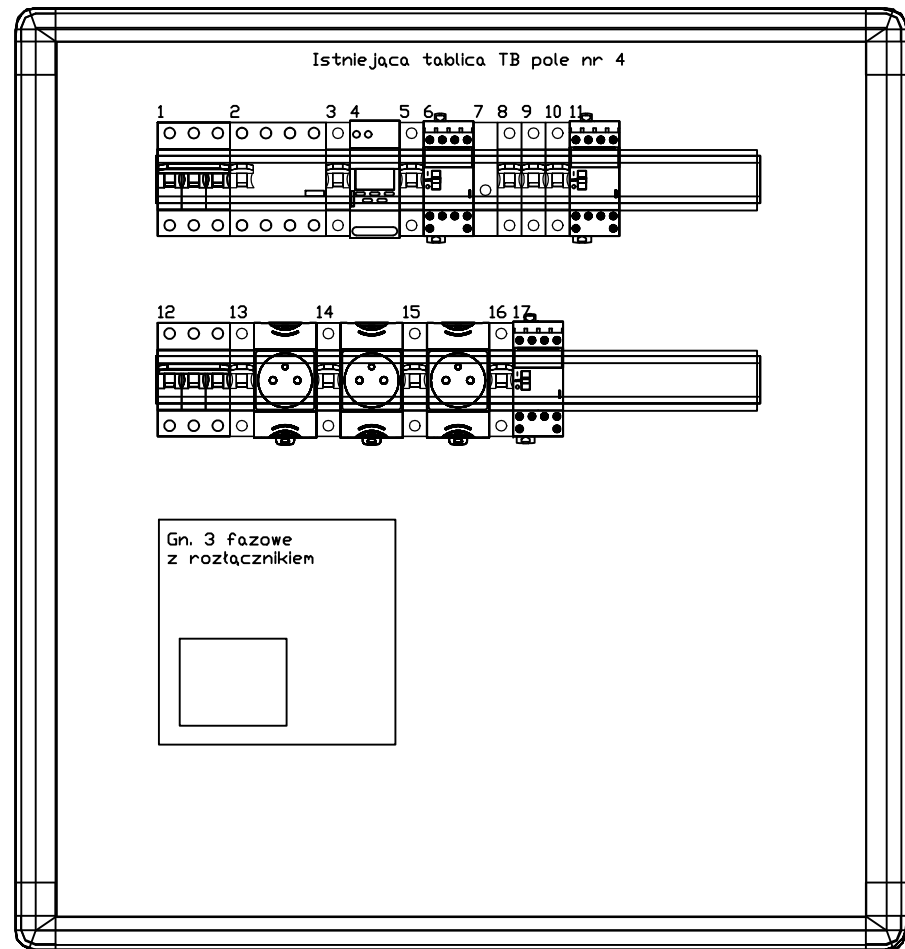 Istniejąca tablica TB pole nr 4
1 2 3 4 5 6 7 8 9 10 11
12 13 14 15 16 17
Gn. 3 fazowe
z rozłącznikiem